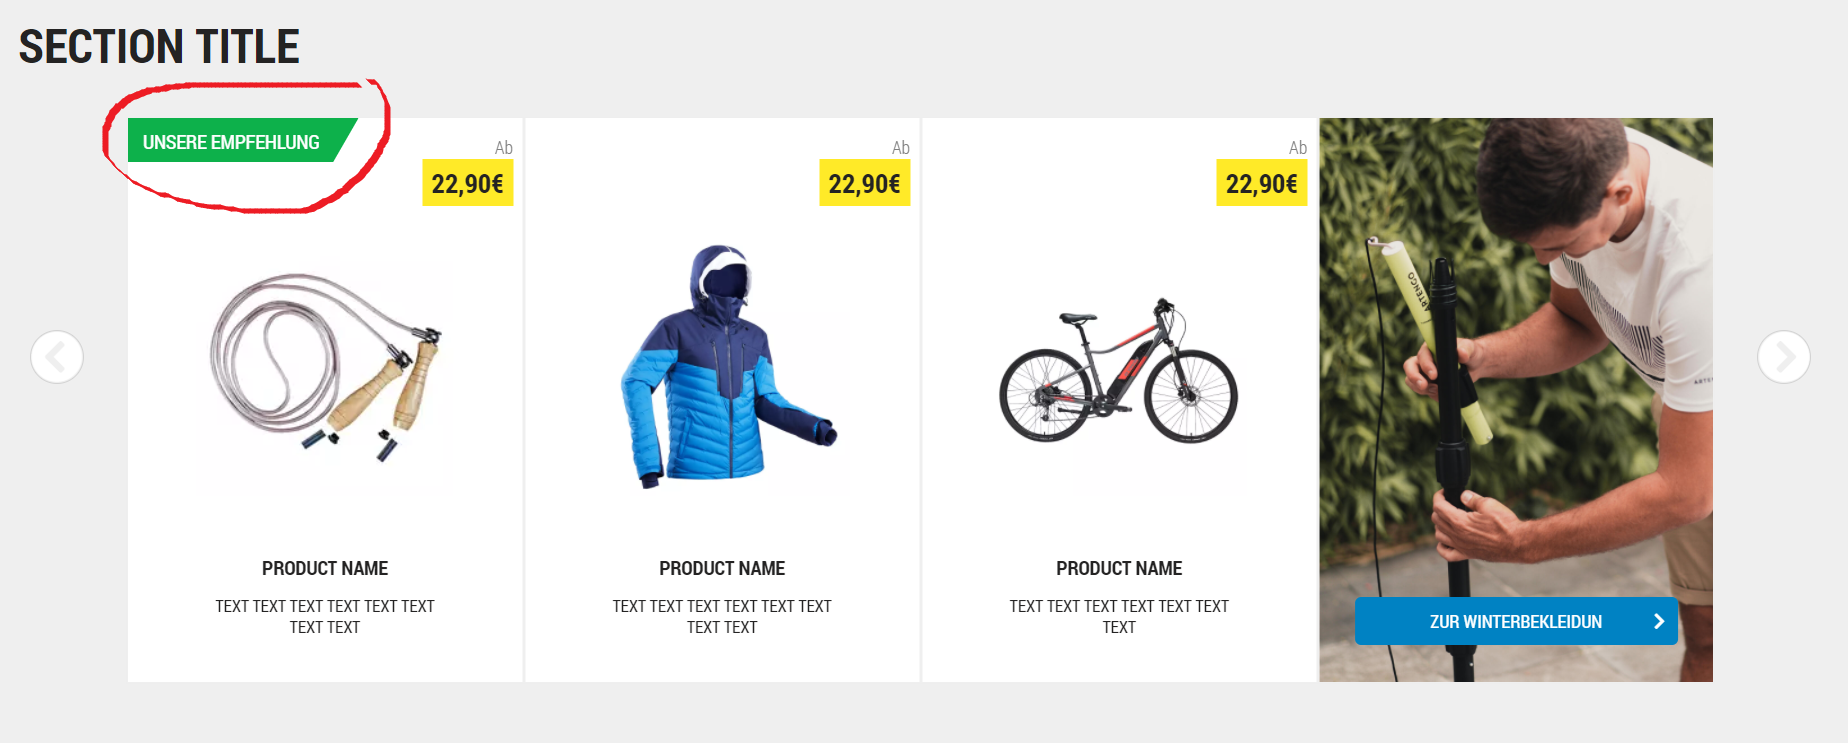 SECTION TITLE
UNSERE EMPFEHLUNG
Ab
22,90€
PRODUCT NAME
TEXT TEXT TEXT TEXT TEXT TEXT
TEXT TEXT
Ab
22,90€
PRODUCT NAME
TEXT TEXT TEXT TEXT TEXT TEXT
TEXT TEXT
Ab
22,90€
PRODUCT NAME
TEXT TEXT TEXT TEXT TEXT TEXT
TEXT
ARTENGO
ZUR WINTERBEKLEIDUN